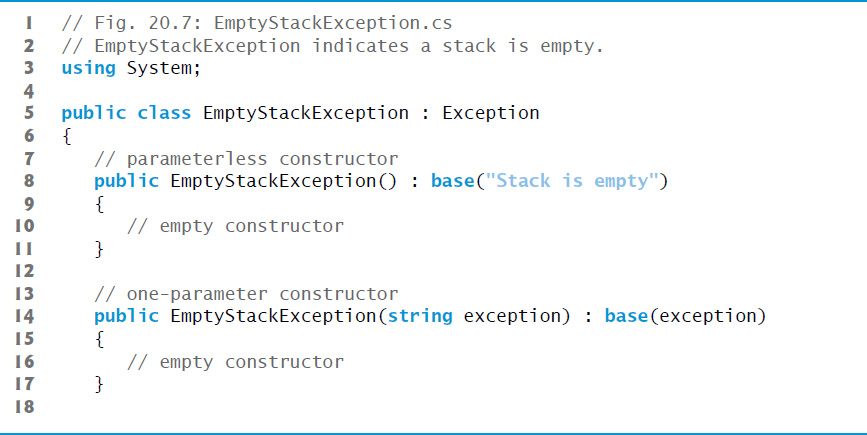 1 // Fig. 20.7: EmptyStackException.cs
2 // EmptyStackException indicates a stack is empty.
3 using System;
4
5 public class EmptyStackException : Exception
6 {
7 // parameterless constructor
8 public EmptyStackException() : base("Stack is empty")
9 {
10 // empty constructor
11 }
12
13 // one-parameter constructor
14 public EmptyStackException(string exception) : base(exception)
15 {
16 // empty constructor
17 }
18